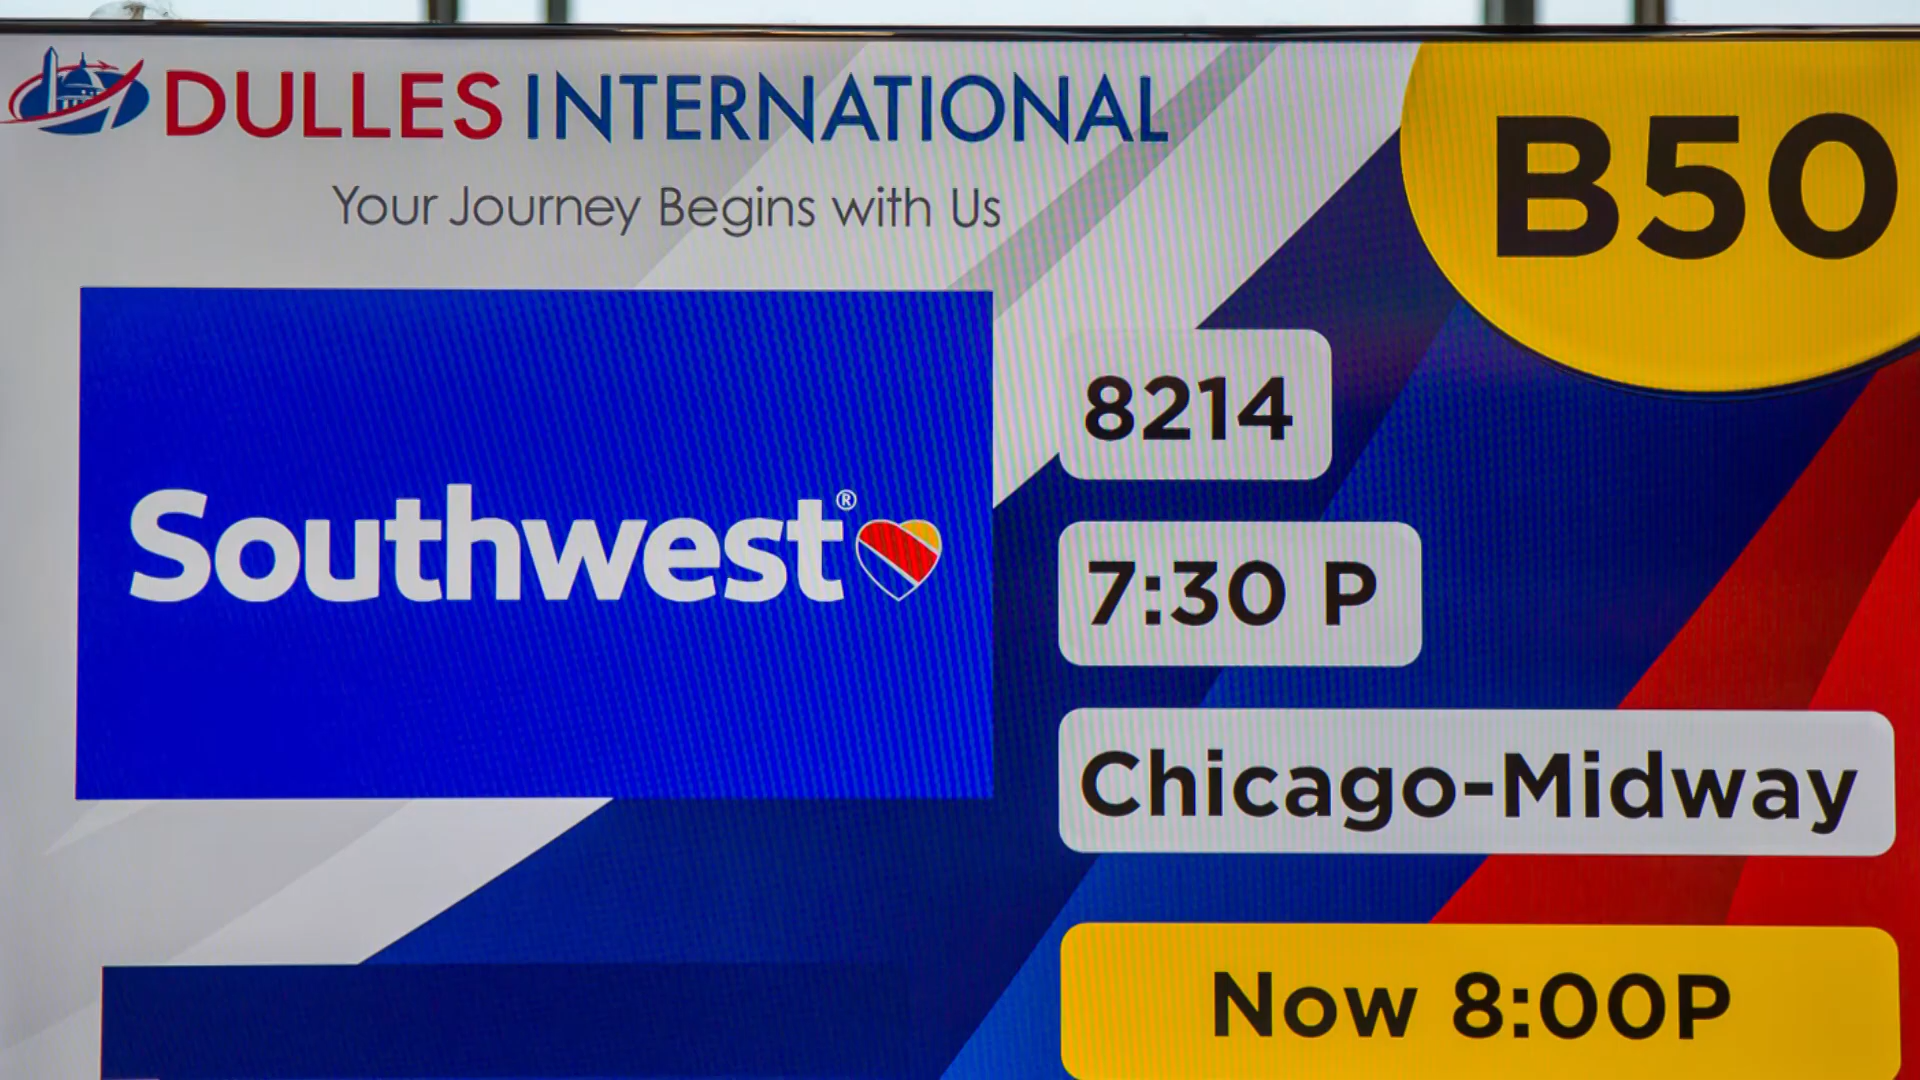 DULLES INTERNATIONAL
Your Journey Begins with Us
B50
Southwest®
8214
7:30 P
Chicago-Midway
Now 8:00P